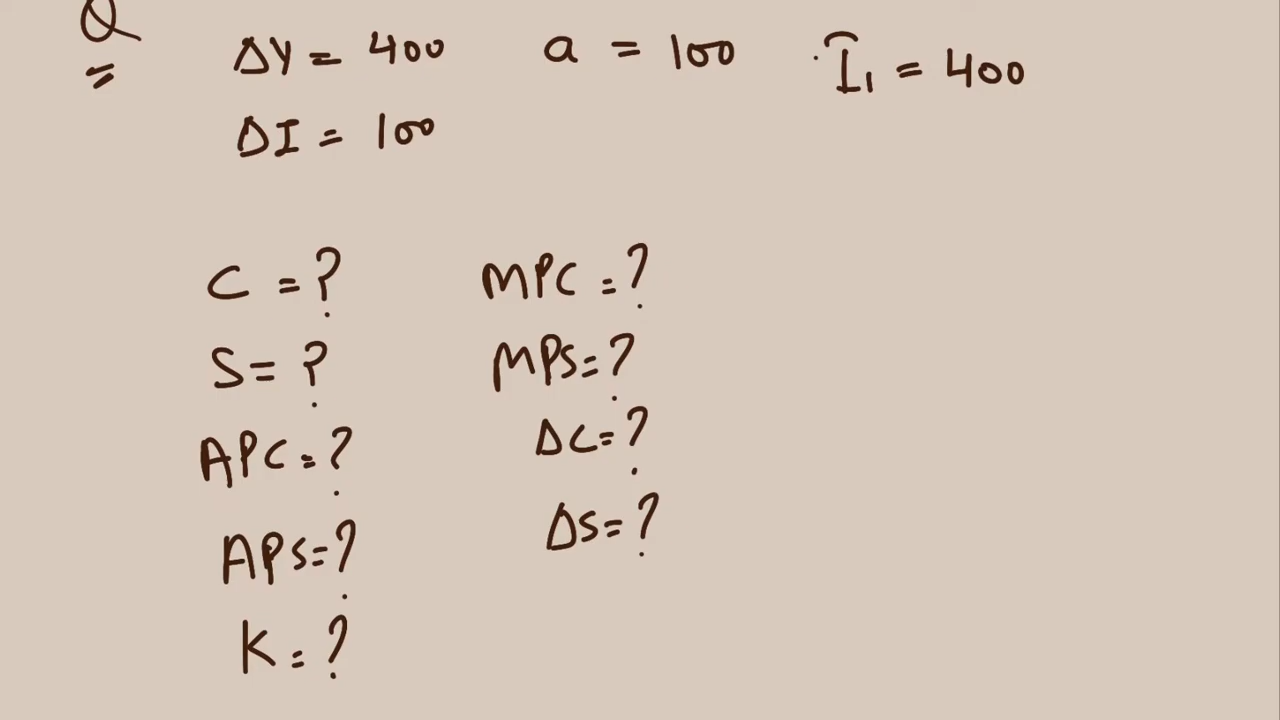 Q
ΔY = 400 a = 100 I₁ = 400
ΔI = 100
C = ? MPC = ?
S = ? MPS = ?
APC = ? ΔC = ?
APS = ? ΔS = ?
K = ?